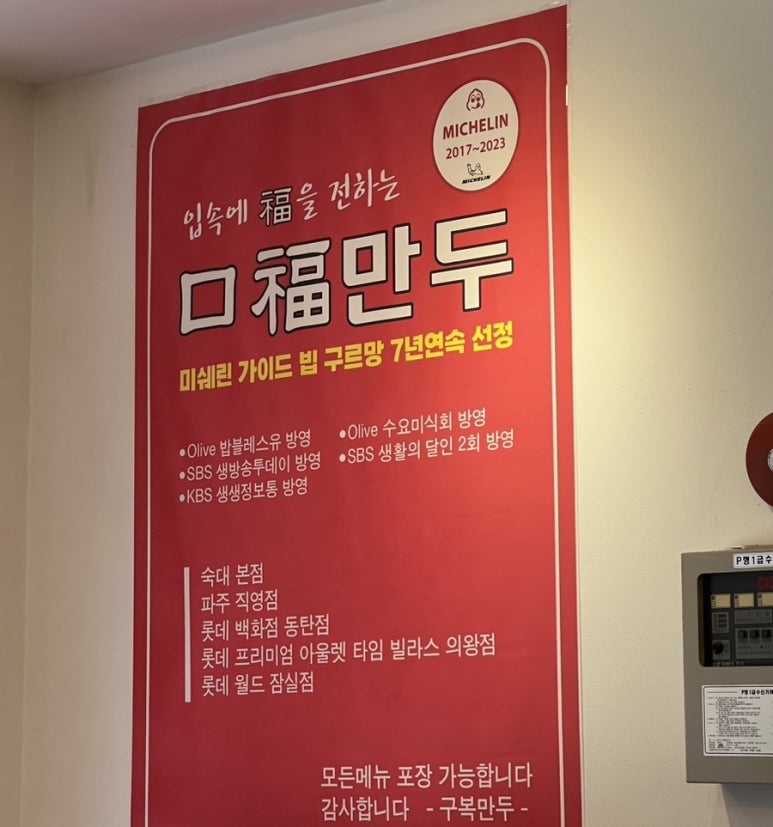 MICHELIN
2017~2023
MICHELIN
입속에 福을 전하는
口福만두
미쉐린 가이드 빕 구르망 7년연속 선정
•Olive 밥블레스유 방영
•SBS 생방송투데이 방영
•KBS 생생정보통 방영
•Olive 수요미식회 방영
•SBS 생활의 달인 2회 방영
숙대 본점
파주 직영점
롯데 백화점 동탄점
롯데 프리미엄 아울렛 타임 빌라스 의왕점
롯데 월드 잠실점
모든메뉴 포장 가능합니다
감사합니다 - 구복만두 -
P형1급수
P형1급수신기